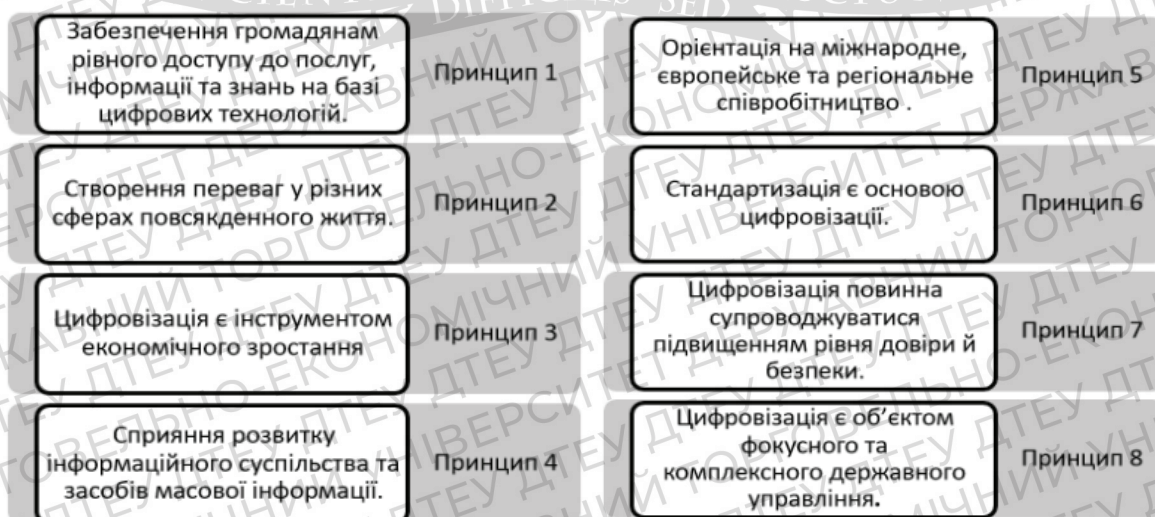 Забезпечення громадянам
рівного доступу до послуг,
інформації та знань на базі
цифрових технологій.
Принцип 1
Створення переваг у різних
сферах повсякденного життя.
Принцип 2
Цифровізація є інструментом
економічного зростання
Принцип 3
Сприяння розвитку
інформаційного суспільства та
засобів масової інформації.
Принцип 4
Орієнтація на міжнародне,
європейське та регіональне
співробітництво .
Принцип 5
Стандартизація є основою
цифровізації.
Принцип 6
Цифровізація повинна
супроводжуватися
підвищенням рівня довіри й
безпеки.
Принцип 7
Цифровізація є об’єктом
фокусного та
комплексного державного
управління.
Принцип 8